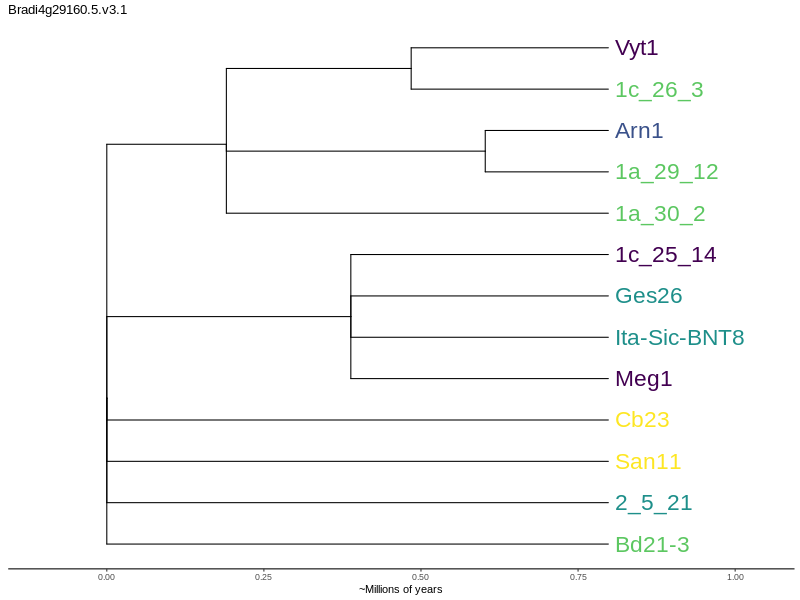 Bradi4g29160.5.v3.1
Vyt1
1c_26_3
Arn1
1a_29_12
1a_30_2
1c_25_14
Ges26
Ita-Sic-BNT8
Meg1
Cb23
San11
2_5_21
Bd21-3
0.00 0.25 0.50 0.75 1.00
~Millions of years